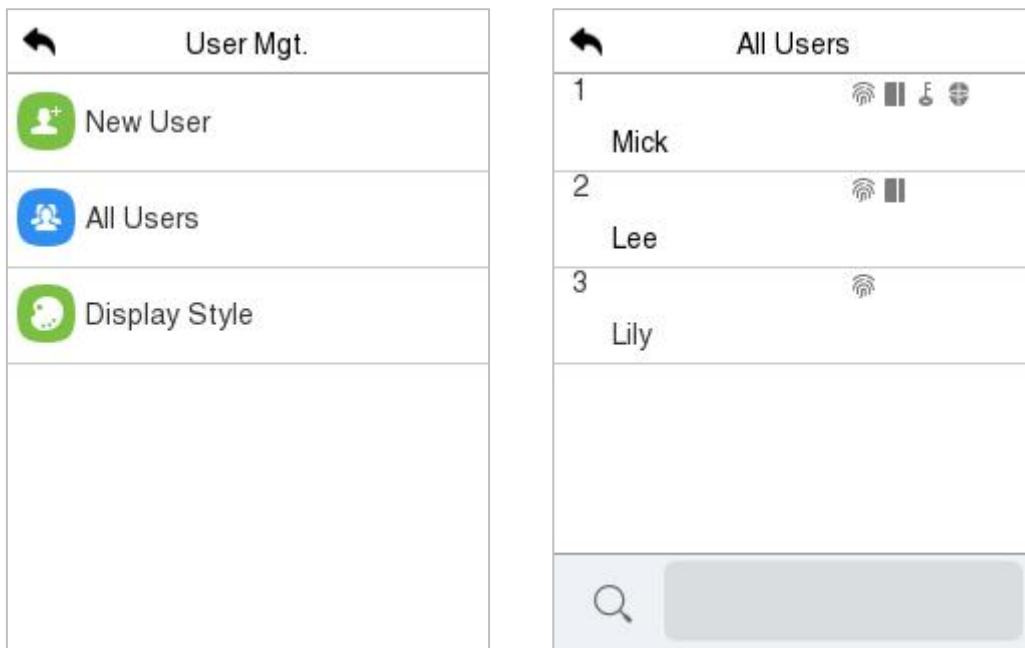 User Mgt.
New User
All Users
Display Style
All Users
1
Mick
2
Lee
3
Lily